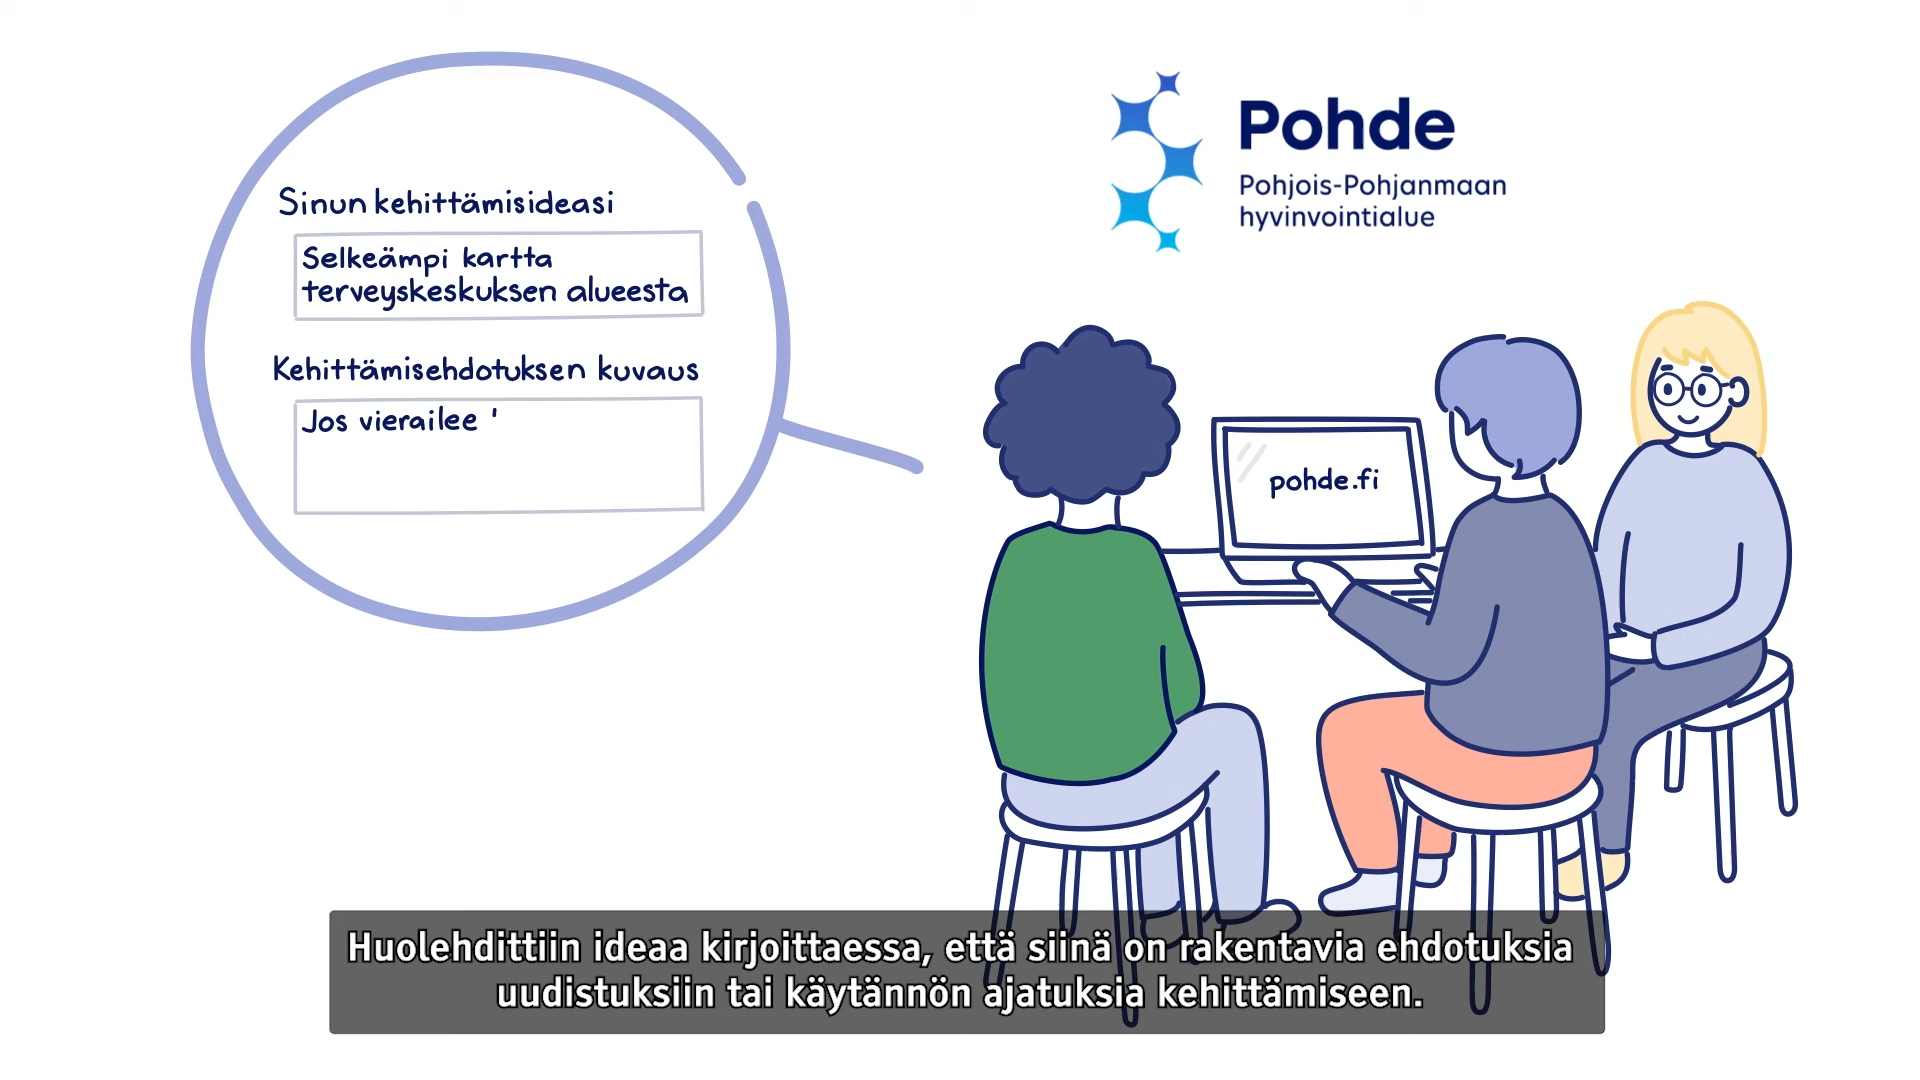 Sinun kehittämisideasi
Selkeämpi kartta
terveyskeskuksen alueesta
Kehittämisehdotuksen kuvaus
Jos vierailee '
Pohde
Pohjois-Pohjanmaan
hyvinvointialue
pohde.fi
Huolehdittiin ideaa kirjoittaessa, että siinä on rakentavia ehdotuksia
uudistuksiin tai käytännön ajatuksia kehittämiseen.